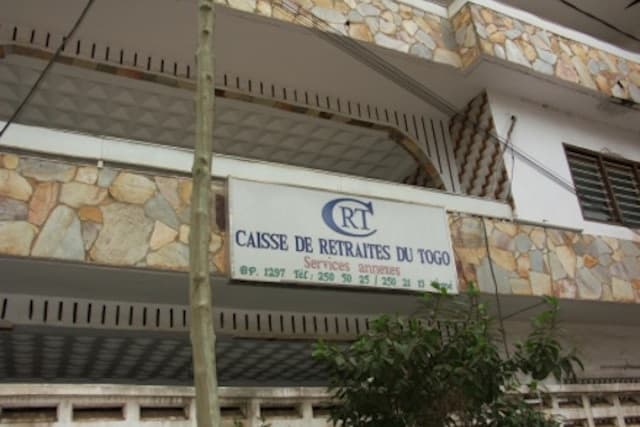 CRT
CAISSE DE RETRAITES DU TOGO
Services annexes
BP. 1297 Tél: 250 50 25 / 250 21 13